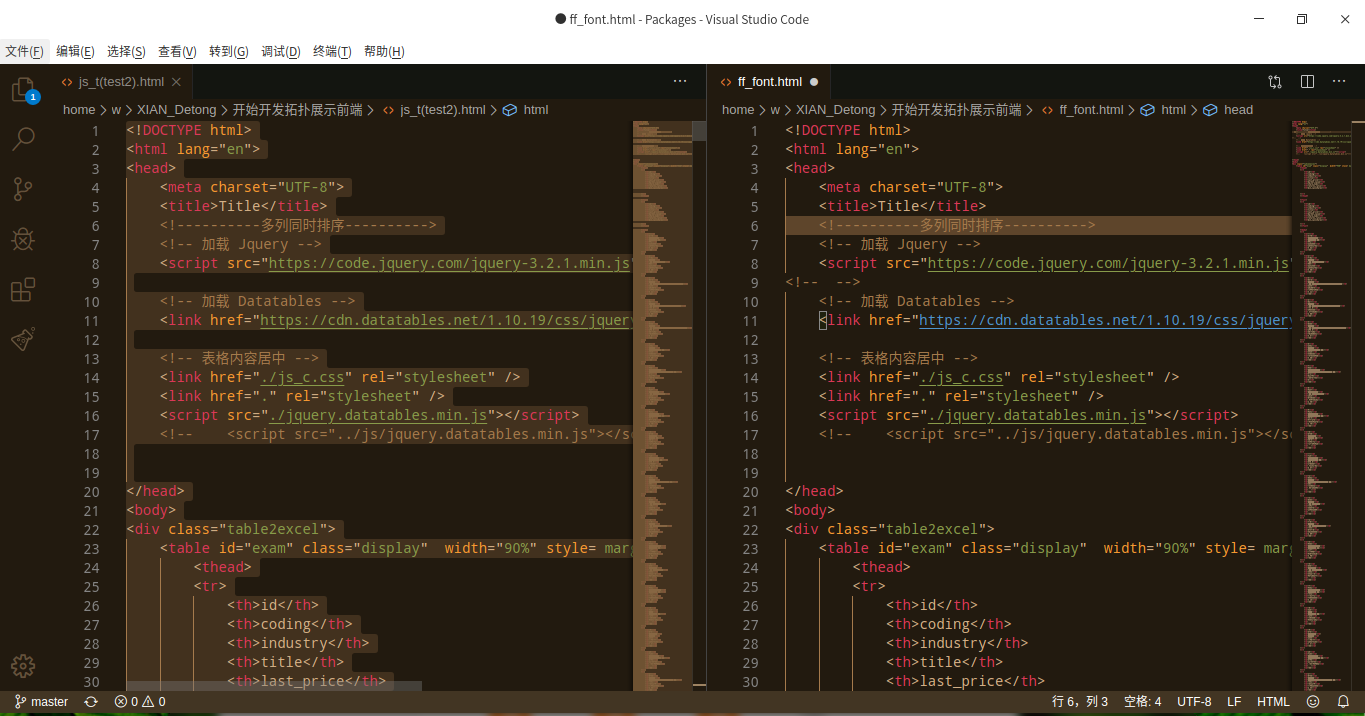 ff_font.html - Packages - Visual Studio Code
文件(F) 编辑(E) 选择(S) 查看(V) 转到(G) 调试(D) 终端(T) 帮助(H)
js_t(test2).html
home > w > XIAN_Detong > 开始开发拓扑展示前端 > js_t(test2).html > html
1 <!DOCTYPE html>
2 <html lang="en">
3 <head>
4 <meta charset="UTF-8">
5 <title>Title</title>
6 <!----------多列同时排序---------->
7 <!-- 加载 Jquery -->
8 <script src="https://code.jquery.com/jquery-3.2.1.min.js"
9
10 <!-- 加载 Datatables -->
11 <link href="https://cdn.datatables.net/1.10.19/css/jquery
12
13 <!-- 表格内容居中 -->
14 <link href="./js_c.css" rel="stylesheet" />
15 <link href="." rel="stylesheet" />
16 <script src="./jquery.datatables.min.js"></script>
17 <!-- <script src="../js/jquery.datatables.min.js"></sc
18
19
20 </head>
21 <body>
22 <div class="table2excel">
23 <table id="exam" class="display" width="90%" style= marg
24 <thead>
25 <tr>
26 <th>id</th>
27 <th>coding</th>
28 <th>industry</th>
29 <th>title</th>
30 <th>last_price</th>
ff_font.html
home > w > XIAN_Detong > 开始开发拓扑展示前端 > ff_font.html > html > head
1 <!DOCTYPE html>
2 <html lang="en">
3 <head>
4 <meta charset="UTF-8">
5 <title>Title</title>
6 <!----------多列同时排序---------->
7 <!-- 加载 Jquery -->
8 <script src="https://code.jquery.com/jquery-3.2.1.min.js"
9 <!-- -->
10 <!-- 加载 Datatables -->
11 <link href="https://cdn.datatables.net/1.10.19/css/jquery
12
13 <!-- 表格内容居中 -->
14 <link href="./js_c.css" rel="stylesheet" />
15 <link href="." rel="stylesheet" />
16 <script src="./jquery.datatables.min.js"></script>
17 <!-- <script src="../js/jquery.datatables.min.js"></sc
18
19
20 </head>
21 <body>
22 <div class="table2excel">
23 <table id="exam" class="display" width="90%" style= marg
24 <thead>
25 <tr>
26 <th>id</th>
27 <th>coding</th>
28 <th>industry</th>
29 <th>title</th>
30 <th>last_price</th>
1
master 0 0 行 6，列 3 空格: 4 UTF-8 LF HTML